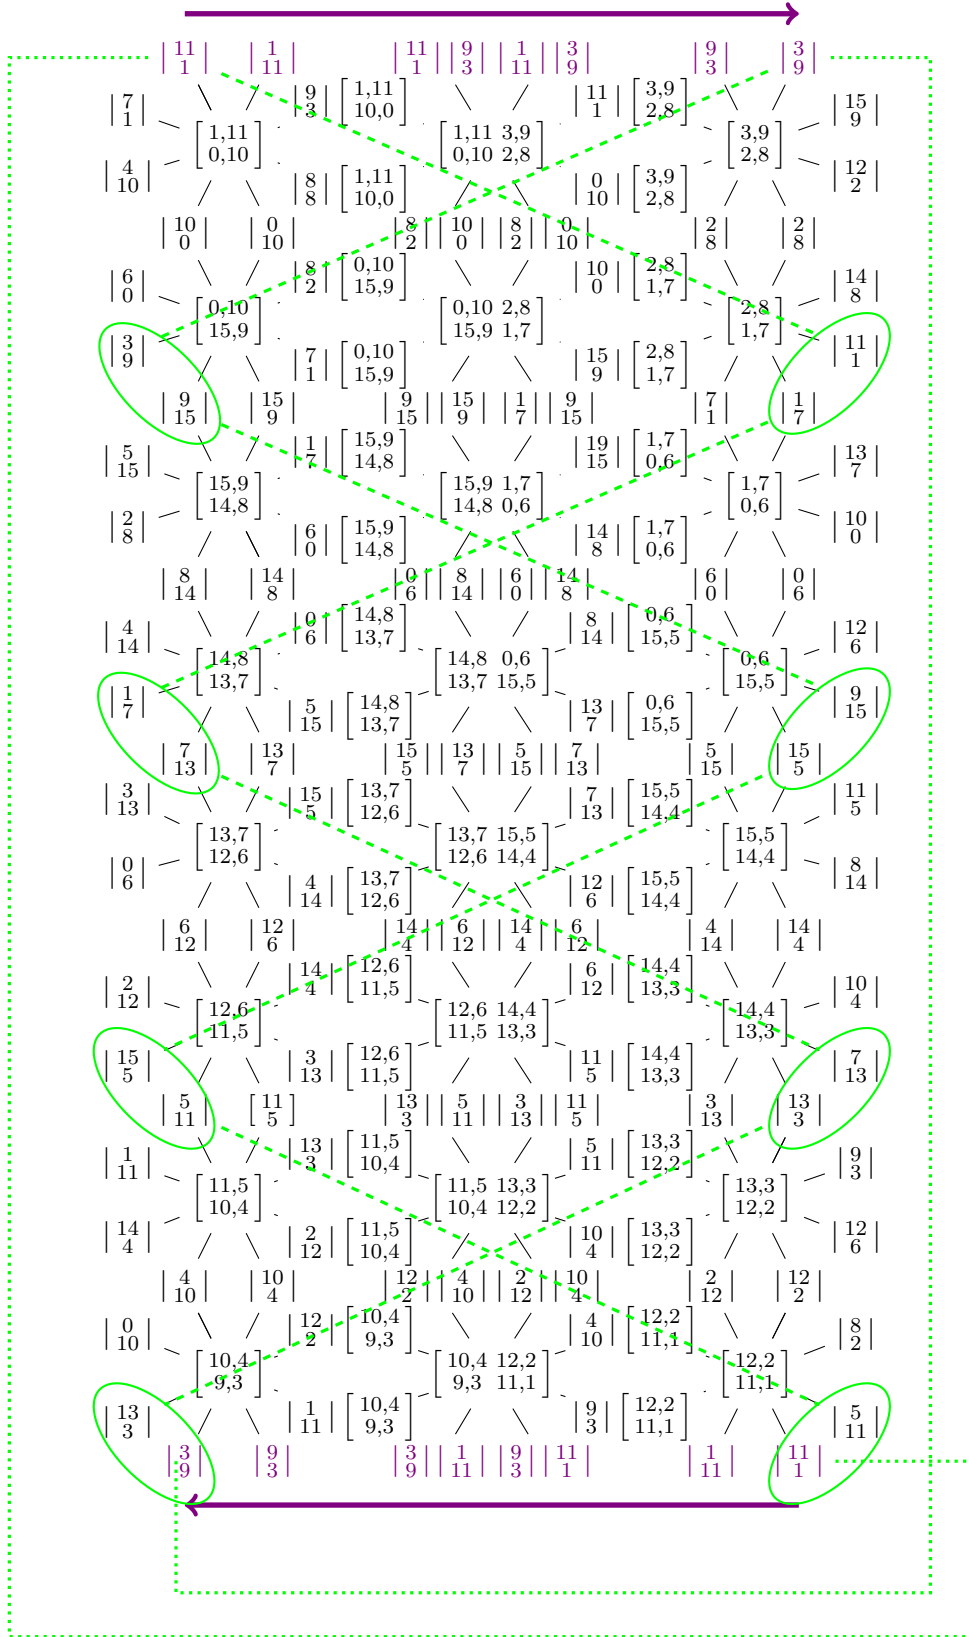 | 11 | | 1 | | 11 | | 9 | | 1 | | 3 | | 9 | | 3 |
| 1 | | 11 | | 1 | | 3 | | 11 | | 9 | | 3 | | 9 |
| 7 | | 9 | [ 1,11 ] | 11 | [ 3,9 ] | 15 |
| 1 | | 3 | [ 10,0 ] | 1 | [ 2,8 ] | 9 |
[ 1,11 ] [ 1,11 3,9 ] [ 3,9 ]
[ 0,10 ] [ 0,10 2,8 ] [ 2,8 ]
| 4 | | 8 | [ 1,11 ] | 0 | [ 3,9 ] | 12 |
| 10 | | 8 | [ 10,0 ] | 10 | [ 2,8 ] | 2 |
| 10 | | 0 | | 8 | | 10 | | 8 | | 0 | | 2 | | 2 |
| 0 | | 10 | | 2 | | 0 | | 2 | | 10 | | 8 | | 8 |
| 6 | | 8 | [ 0,10 ] | 10 | [ 2,8 ] | 14 |
| 0 | | 2 | [ 15,9 ] | 0 | [ 1,7 ] | 8 |
[ 0,10 ] [ 0,10 2,8 ] [ 2,8 ]
[ 15,9 ] [ 15,9 1,7 ] [ 1,7 ]
| 3 | | 7 | [ 0,10 ] | 15 | [ 2,8 ] | 11 |
| 9 | | 1 | [ 15,9 ] | 9 | [ 1,7 ] | 1 |
| 9 | | 15 | | 9 | | 15 | | 1 | | 9 | | 7 | | 1 |
| 15 | | 9 | | 15 | | 9 | | 7 | | 15 | | 1 | | 7 |
| 5 | | 1 | [ 15,9 ] | 19 | [ 1,7 ] | 13 |
| 15 | | 7 | [ 14,8 ] | 15 | [ 0,6 ] | 7 |
[ 15,9 ] [ 15,9 1,7 ] [ 1,7 ]
[ 14,8 ] [ 14,8 0,6 ] [ 0,6 ]
| 2 | | 6 | [ 15,9 ] | 14 | [ 1,7 ] | 10 |
| 8 | | 0 | [ 14,8 ] | 8 | [ 0,6 ] | 0 |
| 8 | | 14 | | 0 | | 8 | | 6 | | 14 | | 6 | | 0 |
| 14 | | 8 | | 6 | | 14 | | 0 | | 8 | | 0 | | 6 |
| 4 | | 0 | [ 14,8 ] | 8 | [ 0,6 ] | 12 |
| 14 | | 6 | [ 13,7 ] | 14 | [ 15,5 ] | 6 |
[ 14,8 ] [ 14,8 0,6 ] [ 0,6 ]
[ 13,7 ] [ 13,7 15,5 ] [ 15,5 ]
| 1 | | 5 | [ 14,8 ] | 13 | [ 0,6 ] | 9 |
| 7 | | 15 | [ 13,7 ] | 7 | [ 15,5 ] | 15 |
| 7 | | 13 | | 15 | | 13 | | 5 | | 7 | | 5 | | 15 |
| 13 | | 7 | | 5 | | 7 | | 15 | | 13 | | 15 | | 5 |
| 3 | | 15 | [ 13,7 ] | 7 | [ 15,5 ] | 11 |
| 13 | | 5 | [ 12,6 ] | 13 | [ 14,4 ] | 5 |
[ 13,7 ] [ 13,7 15,5 ] [ 15,5 ]
[ 12,6 ] [ 12,6 14,4 ] [ 14,4 ]
| 0 | | 4 | [ 13,7 ] | 12 | [ 15,5 ] | 8 |
| 6 | | 14 | [ 12,6 ] | 6 | [ 14,4 ] | 14 |
| 6 | | 12 | | 14 | | 6 | | 14 | | 6 | | 4 | | 14 |
| 12 | | 6 | | 4 | | 12 | | 4 | | 12 | | 14 | | 4 |
| 2 | | 14 | [ 12,6 ] | 6 | [ 14,4 ] | 10 |
| 12 | | 4 | [ 11,5 ] | 12 | [ 13,3 ] | 4 |
[ 12,6 ] [ 12,6 14,4 ] [ 14,4 ]
[ 11,5 ] [ 11,5 13,3 ] [ 13,3 ]
| 15 | | 3 | [ 12,6 ] | 11 | [ 14,4 ] | 7 |
| 5 | | 13 | [ 11,5 ] | 5 | [ 13,3 ] | 13 |
| 5 | [ 11 ] | 13 | | 5 | | 3 | | 11 | | 3 | | 13 |
| 11 | [ 5 ] | 3 | | 11 | | 13 | | 5 | | 13 | | 3 |
| 1 | | 13 | [ 11,5 ] | 5 | [ 13,3 ] | 9 |
| 11 | | 3 | [ 10,4 ] | 11 | [ 12,2 ] | 3 |
[ 11,5 ] [ 11,5 13,3 ] [ 13,3 ]
[ 10,4 ] [ 10,4 12,2 ] [ 12,2 ]
| 14 | | 2 | [ 11,5 ] | 10 | [ 13,3 ] | 12 |
| 4 | | 12 | [ 10,4 ] | 4 | [ 12,2 ] | 6 |
| 4 | | 10 | | 12 | | 4 | | 2 | | 10 | | 2 | | 12 |
| 10 | | 4 | | 2 | | 10 | | 12 | | 4 | | 12 | | 2 |
| 0 | | 12 | [ 10,4 ] | 4 | [ 12,2 ] | 8 |
| 10 | | 2 | [ 9,3 ] | 10 | [ 11,1 ] | 2 |
[ 10,4 ] [ 10,4 12,2 ] [ 12,2 ]
[ 9,3 ] [ 9,3 11,1 ] [ 11,1 ]
| 13 | | 1 | [ 10,4 ] | 9 | [ 12,2 ] | 5 |
| 3 | | 11 | [ 9,3 ] | 3 | [ 11,1 ] | 11 |
| 3 | | 9 | | 3 | | 1 | | 9 | | 11 | | 1 | | 11 |
| 9 | | 3 | | 9 | | 11 | | 3 | | 1 | | 11 | | 1 |